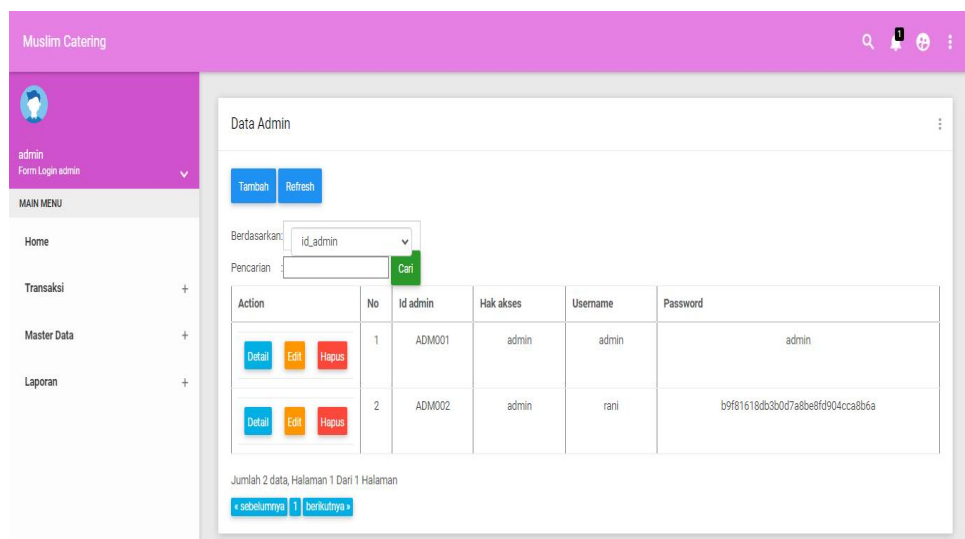 Muslim Catering
1
admin
Form Login admin
MAIN MENU
Home
Transaksi +
Master Data +
Laporan +
Data Admin
Tambah Refresh
Berdasarkan: id_admin
Pencarian : Cari
Action No Id admin Hak akses Username Password
Detail Edit Hapus 1 ADM001 admin admin admin
Detail Edit Hapus 2 ADM002 admin rani b9f81618db3b0d7a8be8fd904cca8b6a
Jumlah 2 data, Halaman 1 Dari 1 Halaman
« sebelumnya 1 berikutnya »